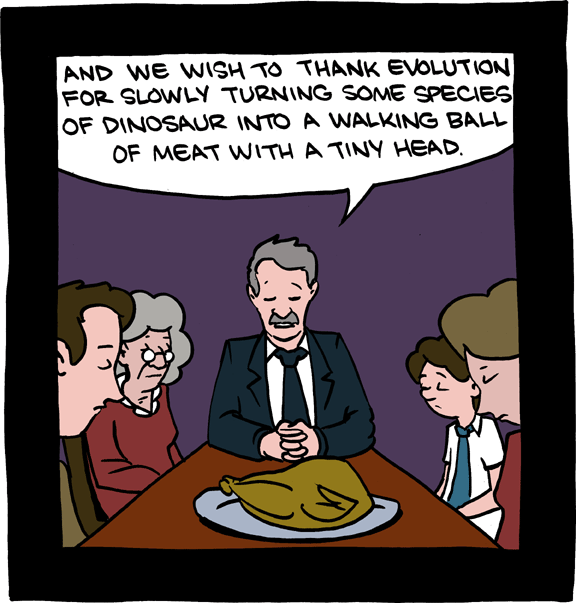 AND WE WISH TO THANK EVOLUTION
FOR SLOWLY TURNING SOME SPECIES
OF DINOSAUR INTO A WALKING BALL
OF MEAT WITH A TINY HEAD.